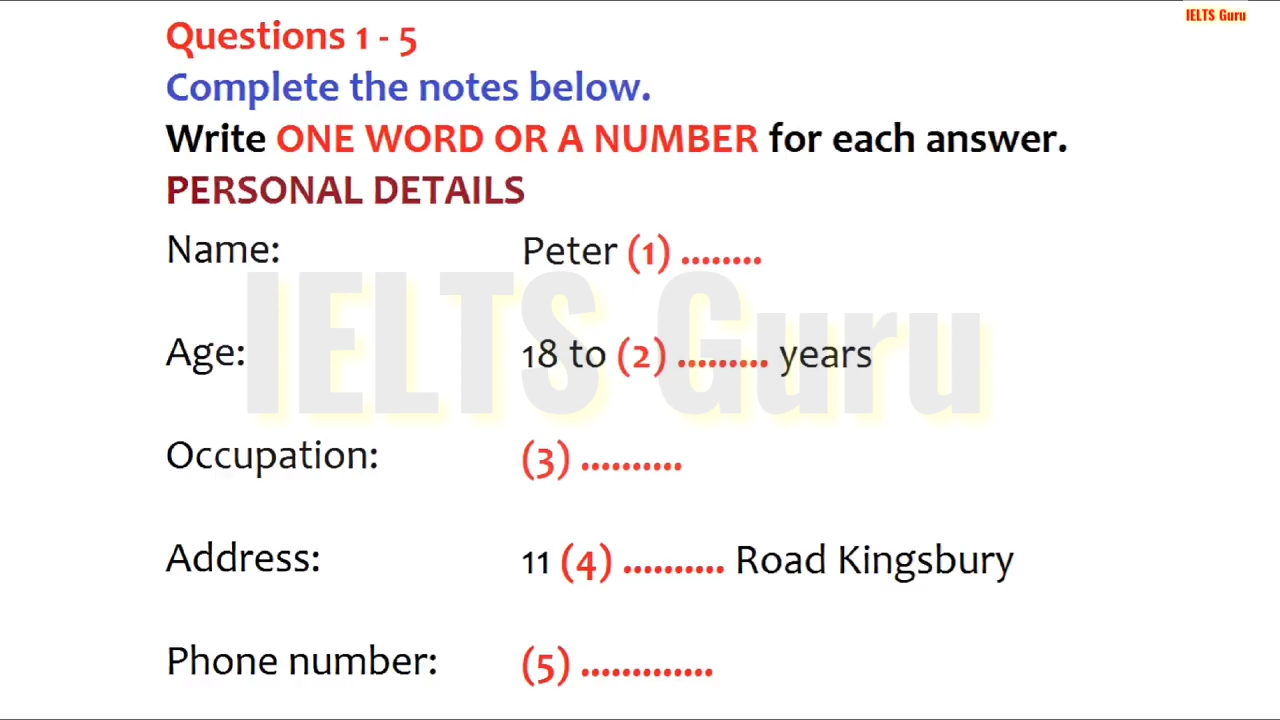 IELTS Guru
Questions 1 - 5
Complete the notes below.
Write ONE WORD OR A NUMBER for each answer.
PERSONAL DETAILS
Name: Peter (1) ........
Age: 18 to (2) ......... years
Occupation: (3) ..........
Address: 11 (4) .......... Road Kingsbury
Phone number: (5) .............
IELTS Guru